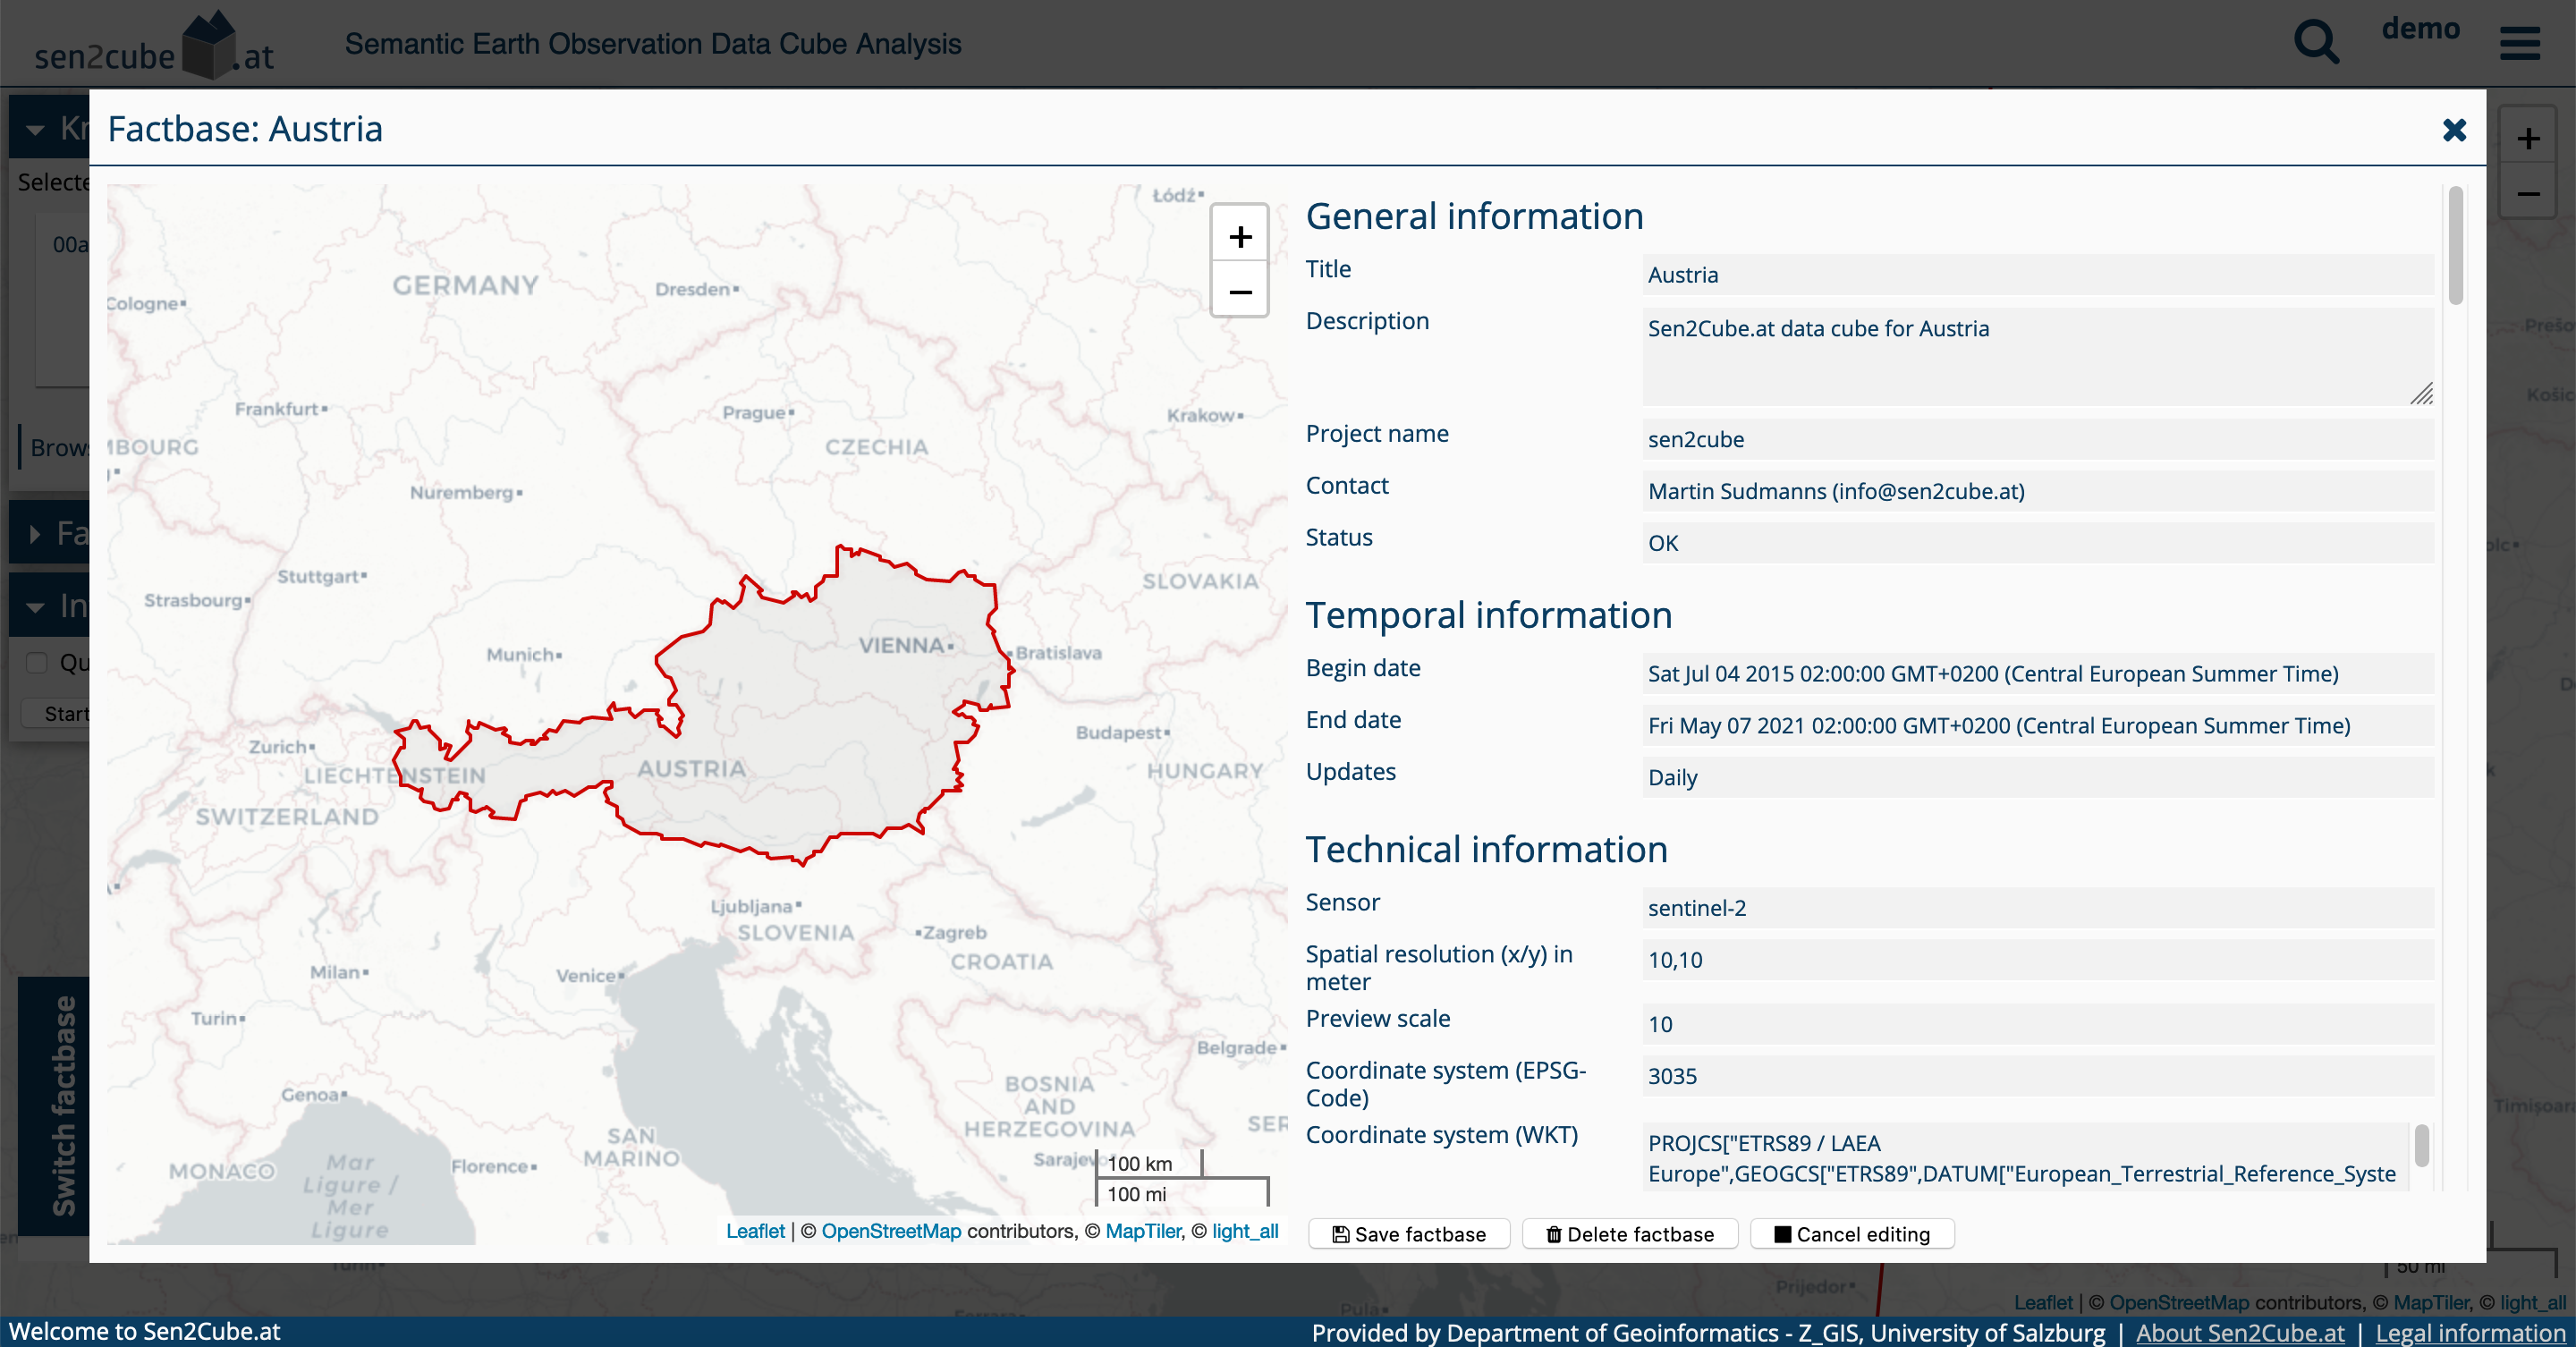 sen2cube.at
Semantic Earth Observation Data Cube Analysis
demo
Factbase: Austria
Selecte
00a
Brow
Fa
In
Qu
Start
Switch factbase
+
−
Łódź
GERMANY
Dresden
Cologne
Frankfurt
Prague
Krakow
CZECHIA
MBOURG
Nuremberg
Stuttgart
SLOVAKIA
Strasbourg
VIENNA
Bratislava
Munich
Budapest
Zurich
AUSTRIA
HUNGARY
LIECHTENSTEIN
SWITZERLAND
Ljubljana
SLOVENIA
Zagreb
CROATIA
Milan
Venice
Turin
Belgrade
BOSNIA
AND
HERZEGOVINA
Genoa
SER
SAN
MARINO
Sarajevo
Florence
MONACO
Mar
Ligure /
Mer
Ligure
100 km
100 mi
Leaflet | © OpenStreetMap contributors, © MapTiler, © light_all
General information
Title
Austria
Description
Sen2Cube.at data cube for Austria
Project name
sen2cube
Contact
Martin Sudmanns (info@sen2cube.at)
Status
OK
Temporal information
Begin date
Sat Jul 04 2015 02:00:00 GMT+0200 (Central European Summer Time)
End date
Fri May 07 2021 02:00:00 GMT+0200 (Central European Summer Time)
Updates
Daily
Technical information
Sensor
sentinel-2
Spatial resolution (x/y) in
meter
10,10
Preview scale
10
Coordinate system (EPSG-
Code)
3035
Coordinate system (WKT)
PROJCS["ETRS89 / LAEA
Europe",GEOGCS["ETRS89",DATUM["European_Terrestrial_Reference_Syste
Save factbase
Delete factbase
Cancel editing
+
−
Prešo
Košic
Timișoara
50 mi
Prijedor
Pula
Leaflet | © OpenStreetMap contributors, © MapTiler, © light_all
Welcome to Sen2Cube.at
Provided by Department of Geoinformatics - Z_GIS, University of Salzburg | About Sen2Cube.at | Legal information